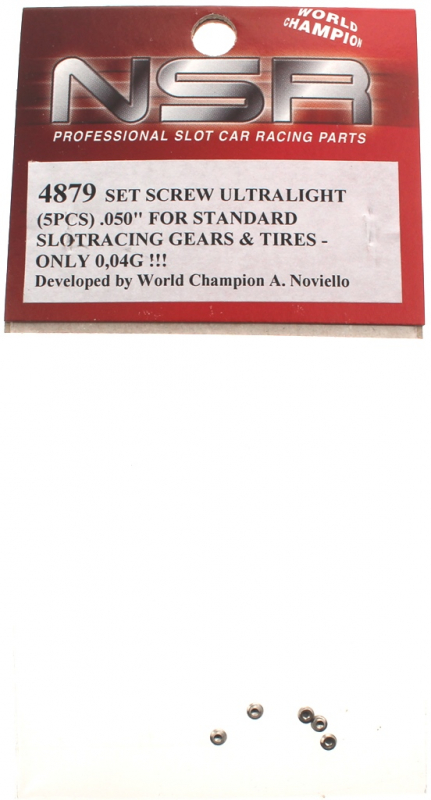 WORLD
CHAMPION
NSR
PROFESSIONAL SLOT CAR RACING PARTS
4879 SET SCREW ULTRALIGHT
(5PCS) .050" FOR STANDARD
SLOTRACING GEARS & TIRES -
ONLY 0,04G !!!
Developed by World Champion A. Noviello